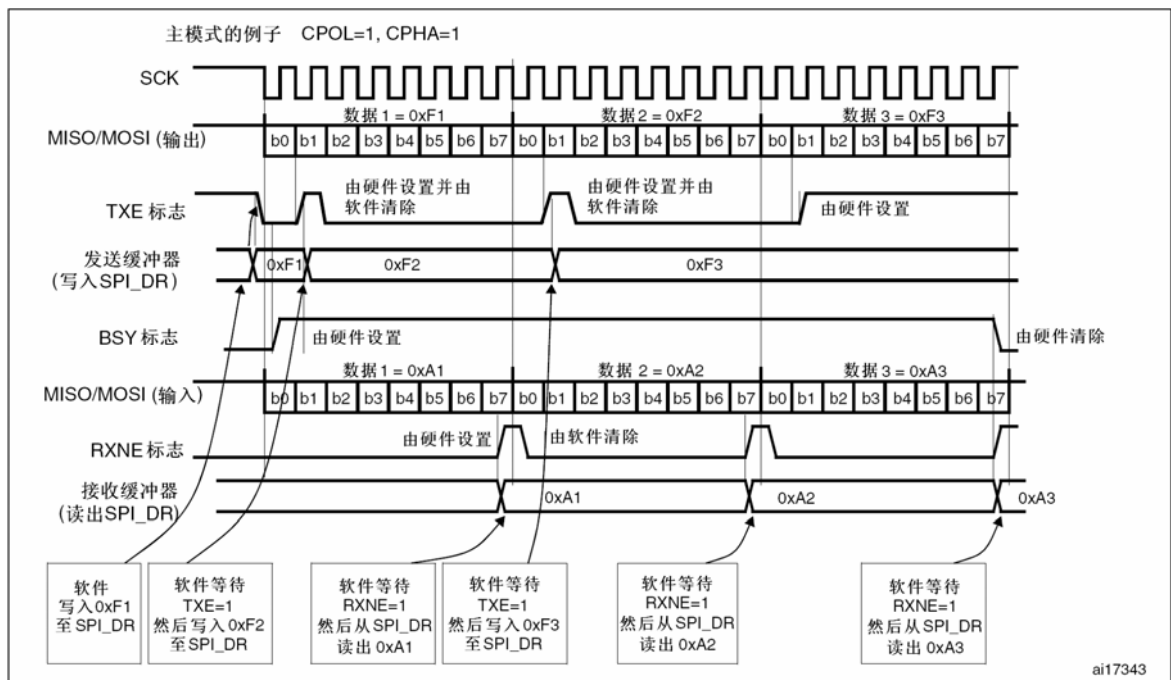 主模式的例子 CPOL=1, CPHA=1
SCK
数据 1 = 0xF1 数据 2 = 0xF2 数据 3 = 0xF3
MISO/MOSI (输出) b0 b1 b2 b3 b4 b5 b6 b7 b0 b1 b2 b3 b4 b5 b6 b7 b0 b1 b2 b3 b4 b5 b6 b7
由硬件设置并由 由硬件设置并由
TXE 标志 软件清除 软件清除 由硬件设置
发送缓冲器 0xF1 0xF2 0xF3
(写入SPI_DR)
BSY 标志 由硬件设置 由硬件清除
数据 1 = 0xA1 数据 2 = 0xA2 数据 3 = 0xA3
MISO/MOSI (输入) b0 b1 b2 b3 b4 b5 b6 b7 b0 b1 b2 b3 b4 b5 b6 b7 b0 b1 b2 b3 b4 b5 b6 b7
RXNE 标志 由硬件设置 由软件清除
接收缓冲器 0xA1 0xA2 0xA3
(读出SPI_DR)
软件
写入0xF1
至SPI_DR
软件等待
TXE=1
然后写入0xF2
至SPI_DR
软件等待
RXNE=1
然后从SPI_DR
读出 0xA1
软件等待
TXE=1
然后写入0xF3
至SPI_DR
软件等待
RXNE=1
然后从SPI_DR
读出 0xA2
软件等待
RXNE=1
然后从SPI_DR
读出 0xA3
ai17343